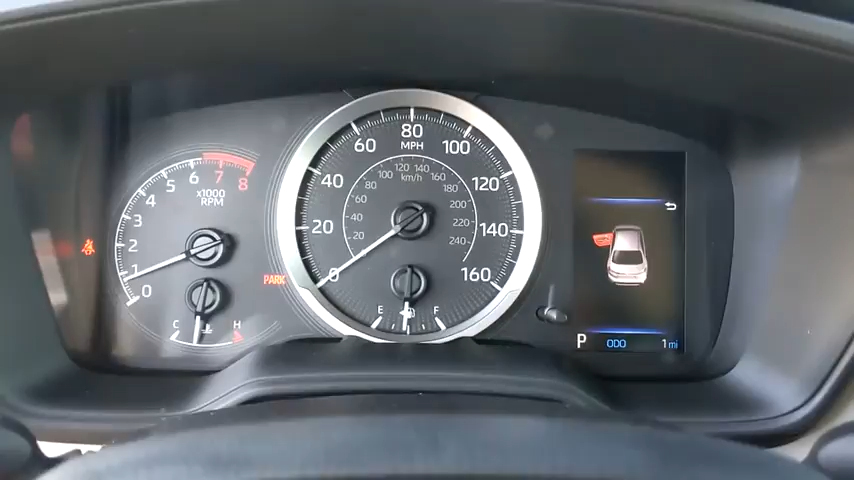 0 1 2 3 4 5 6 7 8
x1000
RPM
C H
PARK
0 20 40 60 80 100 120 140 160
MPH
20 40 60 80 100 120 140 160 180 200 220 240
km/h
E F
P ODO 1 mi